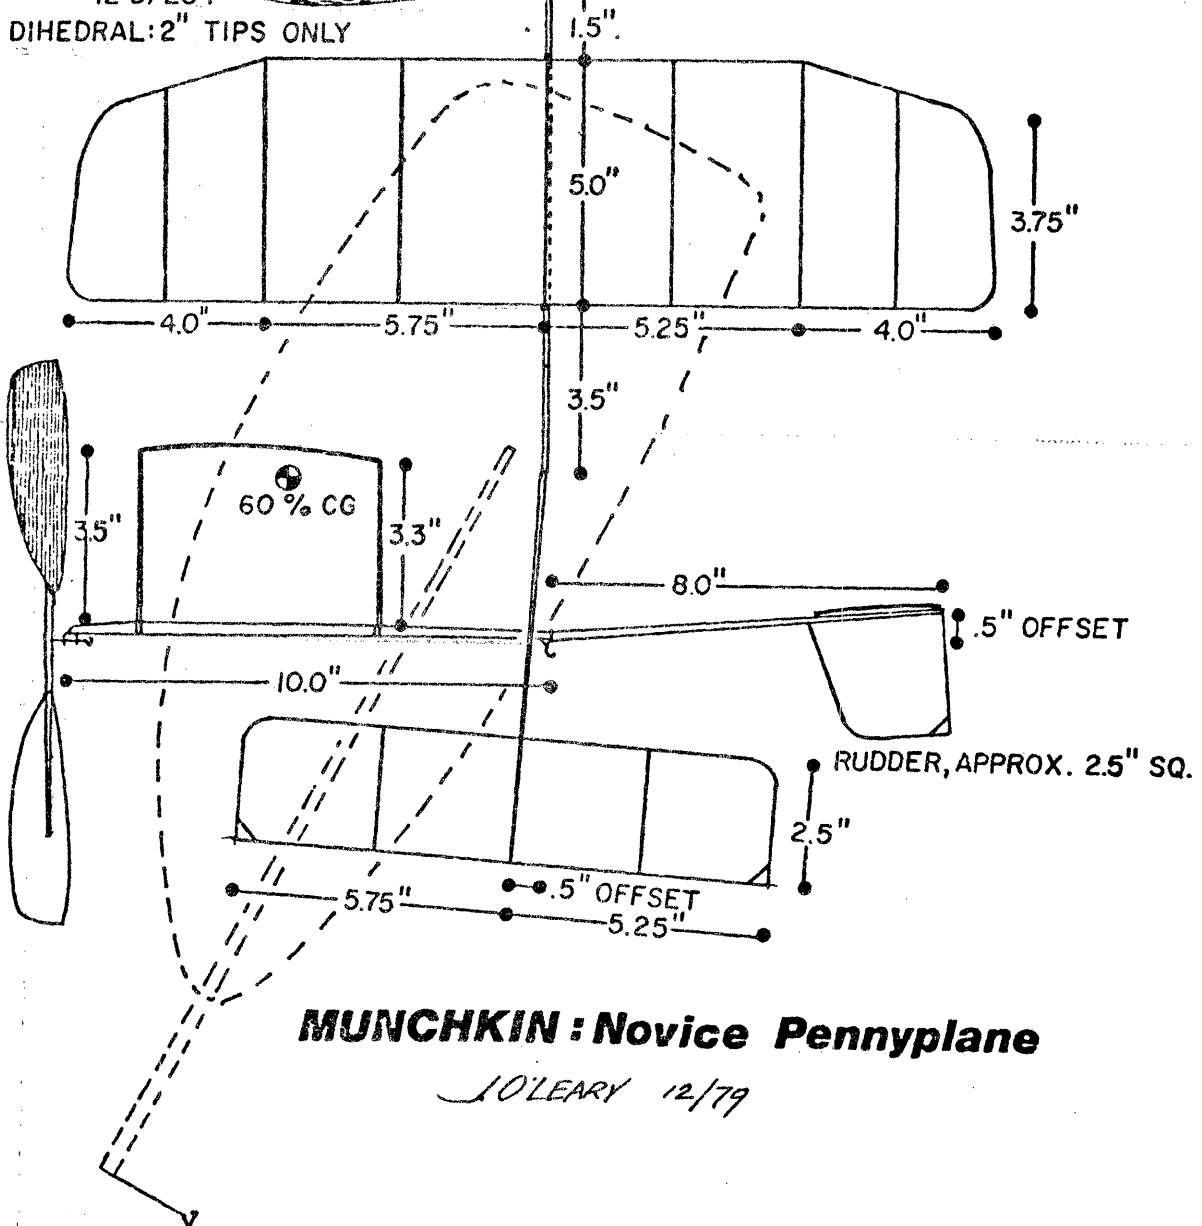 DIHEDRAL: 2" TIPS ONLY
1.5".
5.0"
3.75"
4.0"
5.75"
5.25"
4.0"
3.5"
3.5"
60% CG
3.3"
8.0"
.5" OFFSET
10.0"
RUDDER, APPROX. 2.5" SQ.
2.5"
5.75"
.5" OFFSET
5.25"
MUNCHKIN: Novice Pennyplane
J O'LEARY 12/79